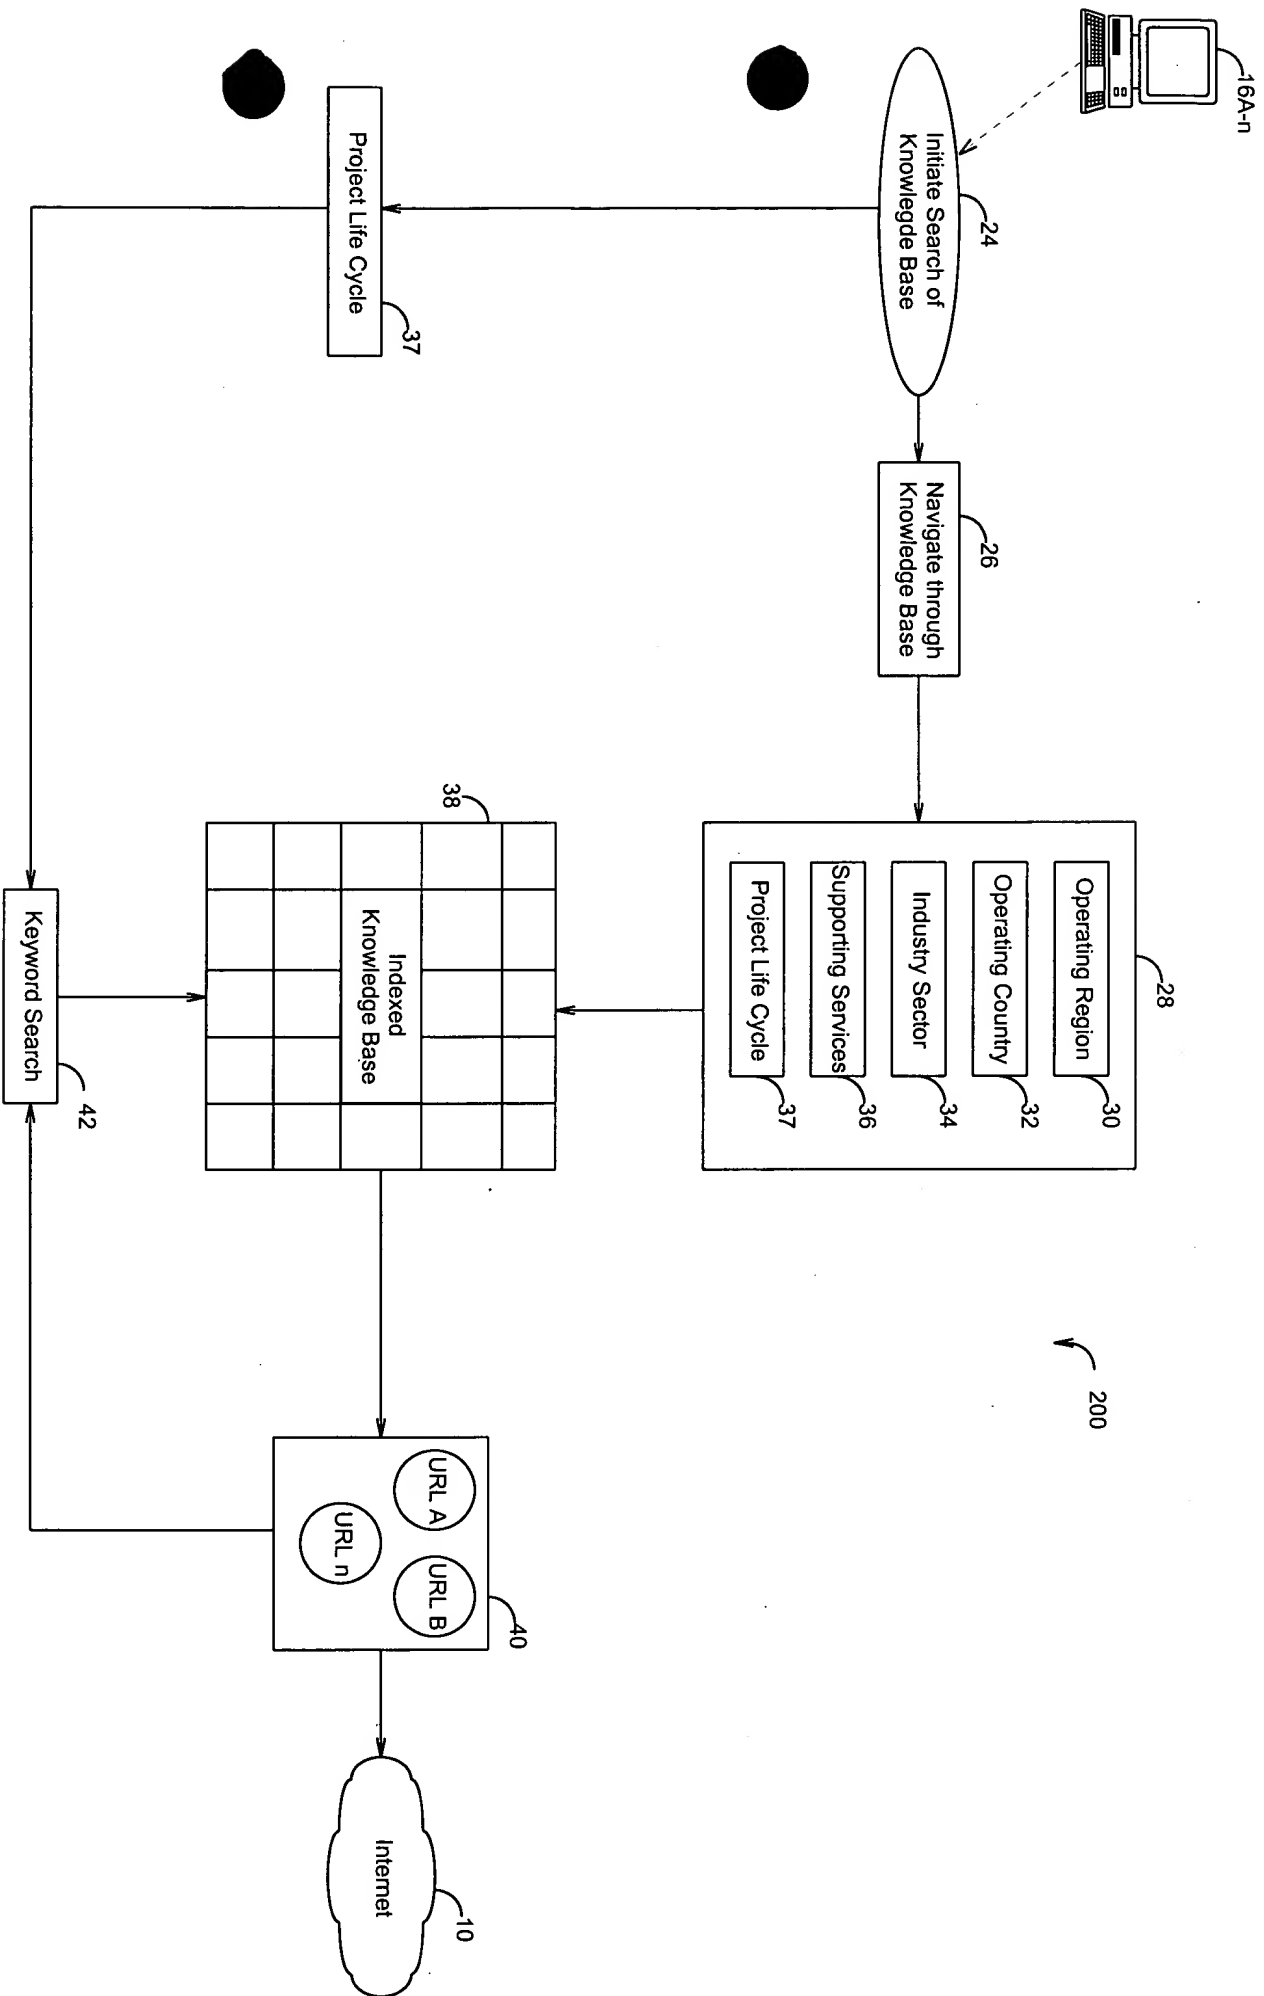 16A-n
Initiate Search of
Knowlegde Base
24
Navigate through
Knowledge Base
26
28
Operating Region
30
Operating Country
32
Industry Sector
34
Supporting Services
36
Project Life Cycle
37
200
Project Life Cycle
37
38
Indexed
Knowledge Base
URL A
URL B
URL n
40
Internet
10
Keyword Search
42